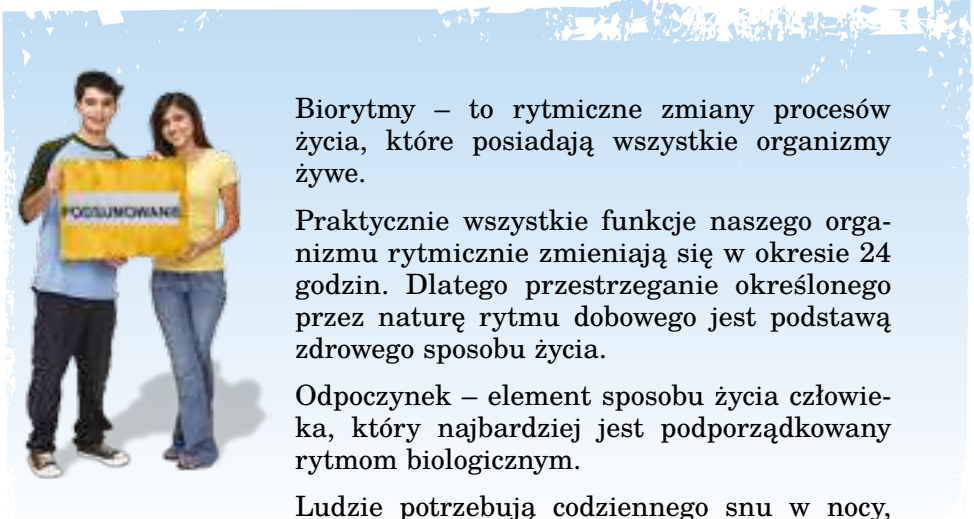 PODSUMOWANIE
Biorytmy – to rytmiczne zmiany procesów
życia, które posiadają wszystkie organizmy
żywe.
Praktycznie wszystkie funkcje naszego orga-
nizmu rytmicznie zmieniają się w okresie 24
godzin. Dlatego przestrzeganie określonego
przez naturę rytmu dobowego jest podstawą
zdrowego sposobu życia.
Odpoczynek – element sposobu życia człowie-
ka, który najbardziej jest podporządkowany
rytmom biologicznym.
Ludzie potrzebują codziennego snu w nocy,